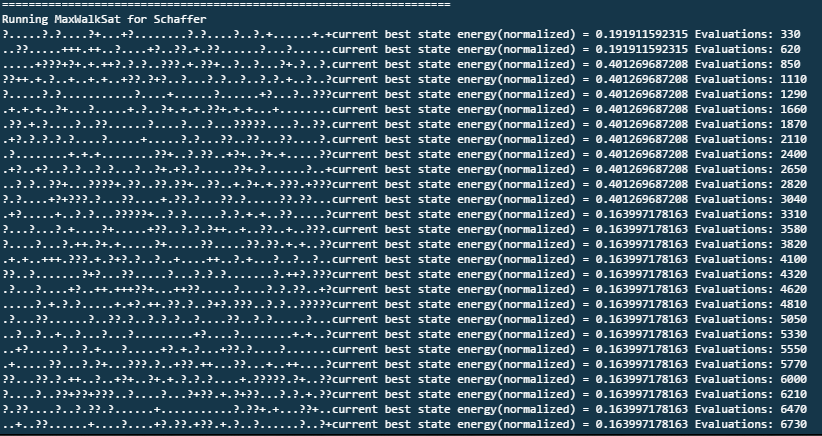 ====================================================================
Running MaxWalkSat for Schaffer
?.....?..?....?+...+?.........?.?....?..?.+......+.+current best state energy(normalized) = 0.191911592315 Evaluations: 330
..??.....+++.++..?....+?..??.+.??......?...?..?.....current best state energy(normalized) = 0.191911592315 Evaluations: 620
.....+???+?+.+.++?.?.?..???.+.??+..?..?...?+.?..?...current best state energy(normalized) = 0.401269687208 Evaluations: 850
??++.+.?..+..+..+.+..??.?+?..?...?..?..?..?.?..?.+.?current best state energy(normalized) = 0.401269687208 Evaluations: 1110
?.....?.?...........?....+......?......+?...?..?..???current best state energy(normalized) = 0.401269687208 Evaluations: 1290
.+.+.+..?+...?.....+.?..?+.+.+.??+.+.+...+.........current best state energy(normalized) = 0.401269687208 Evaluations: 1660
.??.+.?....?..??......?....?...?....?????....?..??.?current best state energy(normalized) = 0.401269687208 Evaluations: 1870
.+?.?.?.?.?.....?.....+.....?.?...??..??...??.....?.current best state energy(normalized) = 0.401269687208 Evaluations: 2110
.?........+.+.+.........??+..?.??..+?+..?+.+.....??current best state energy(normalized) = 0.401269687208 Evaluations: 2400
.+?..+?..?.?..?.?...?..?+.+.?......??+.?......?..+current best state energy(normalized) = 0.401269687208 Evaluations: 2650
..?.?..??+...????+.??..??.??+..??..?.+?.+.???.+???current best state energy(normalized) = 0.401269687208 Evaluations: 2820
?.?....+?+???.?...??....?...?...??..?.?.....??.??...current best state energy(normalized) = 0.401269687208 Evaluations: 3040
.+?.....+..?.?...?????+..?.?......?.?.+.+...??.....?.current best state energy(normalized) = 0.163997178163 Evaluations: 3310
?....?...?.+....?+.....+??..?.?.?++..+..??..+..???.current best state energy(normalized) = 0.163997178163 Evaluations: 3580
?....?...?.++.?+.+....?+.....??......??.??.+.+..??current best state energy(normalized) = 0.163997178163 Evaluations: 3820
.+.+..+++.???.+.?+?.?..?..+....++..?...+.?..?..?...current best state energy(normalized) = 0.163997178163 Evaluations: 4100
??..?........?+?....??......?....?.?..?.......?.++?.???current best state energy(normalized) = 0.163997178163 Evaluations: 4320
.?...?....+?..++.+++??+...++??......?....?.?.??..+?current best state energy(normalized) = 0.163997178163 Evaluations: 4620
.....?.+.?.?.....+.+?.++.??.?..?+?.???..?..?...?????current best state energy(normalized) = 0.163997178163 Evaluations: 4810
.?...??.....?...?..?.?.?.?..?......??..?.?......?...current best state energy(normalized) = 0.163997178163 Evaluations: 5050
..?..?..+...?....?..?..........+?.....?......+.+..?current best state energy(normalized) = 0.163997178163 Evaluations: 5330
..+?.....?..?.+...?.....+?.+.?...+??.?...?.........current best state energy(normalized) = 0.163997178163 Evaluations: 5550
.+.....??....?+...???.?..+??.++...??...+..++....?..current best state energy(normalized) = 0.163997178163 Evaluations: 5770
??...??.?.++...+?+..?+.+.+?.?.?.....+.?????.?+..??current best state energy(normalized) = 0.163997178163 Evaluations: 6000
?....??+??+???...?....?...?+??.+.?+??...?.?..+..???current best state energy(normalized) = 0.163997178163 Evaluations: 6210
?.??....?..?.??.?......+...........?.??+.+....??+..current best state energy(normalized) = 0.163997178163 Evaluations: 6470
..+..??...?......?....+?.??.+??.+.?..?...?......?+current best state energy(normalized) = 0.163997178163 Evaluations: 6730